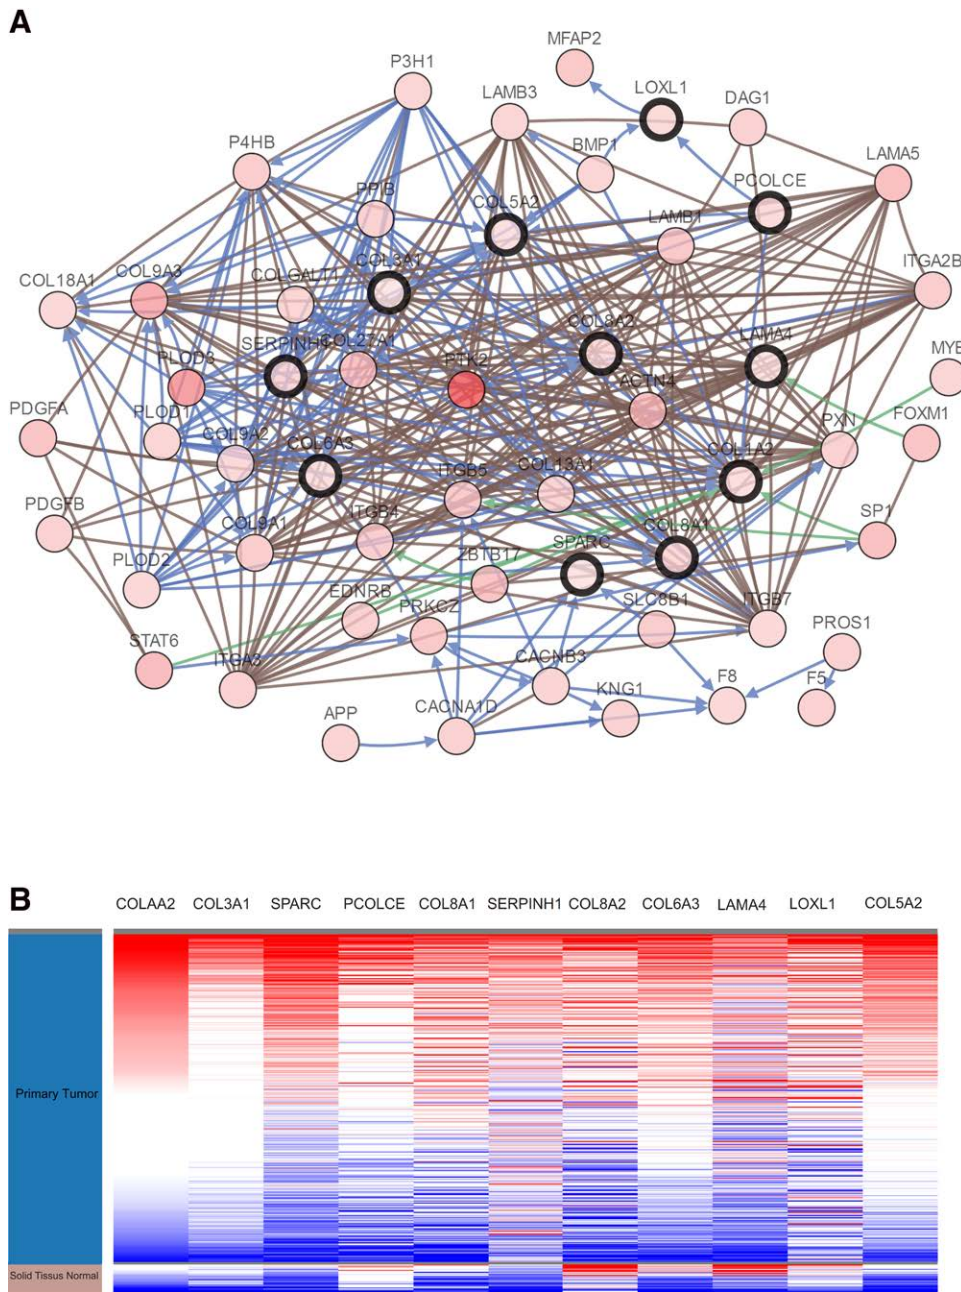 A
MFAP2
P3H1
LOXL1
LAMB3
DAG1
P4HB
BMP1
LAMA5
PCOLCE
PPIB
COL5A2
LAMB1
COL3A1
ITGA2B
COL18A1
COL9A3
COLGALT1
COL8A2
SERPINH1
COL27A1
LAMA4
PLOD3
PTK2
MYB
ACTN4
PDGFA
PLOD1
FOXM1
PXN
COL9A2
COL6A3
COL1A2
ITGB5
COL13A1
PDGFB
SP1
COL9A1
ITGB4
COL8A1
SPARC
ZBTB17
PLOD2
EDNRB
PRKCZ
SLC8B1
ITGB7
STAT6
PROS1
ITGA3
CACNB3
F8
F5
KNG1
APP
CACNA1D
B
COLAA2 COL3A1 SPARC PCOLCE COL8A1 SERPINH1 COL8A2 COL6A3 LAMA4 LOXL1 COL5A2
Primary Tumor
Solid Tissus Normal